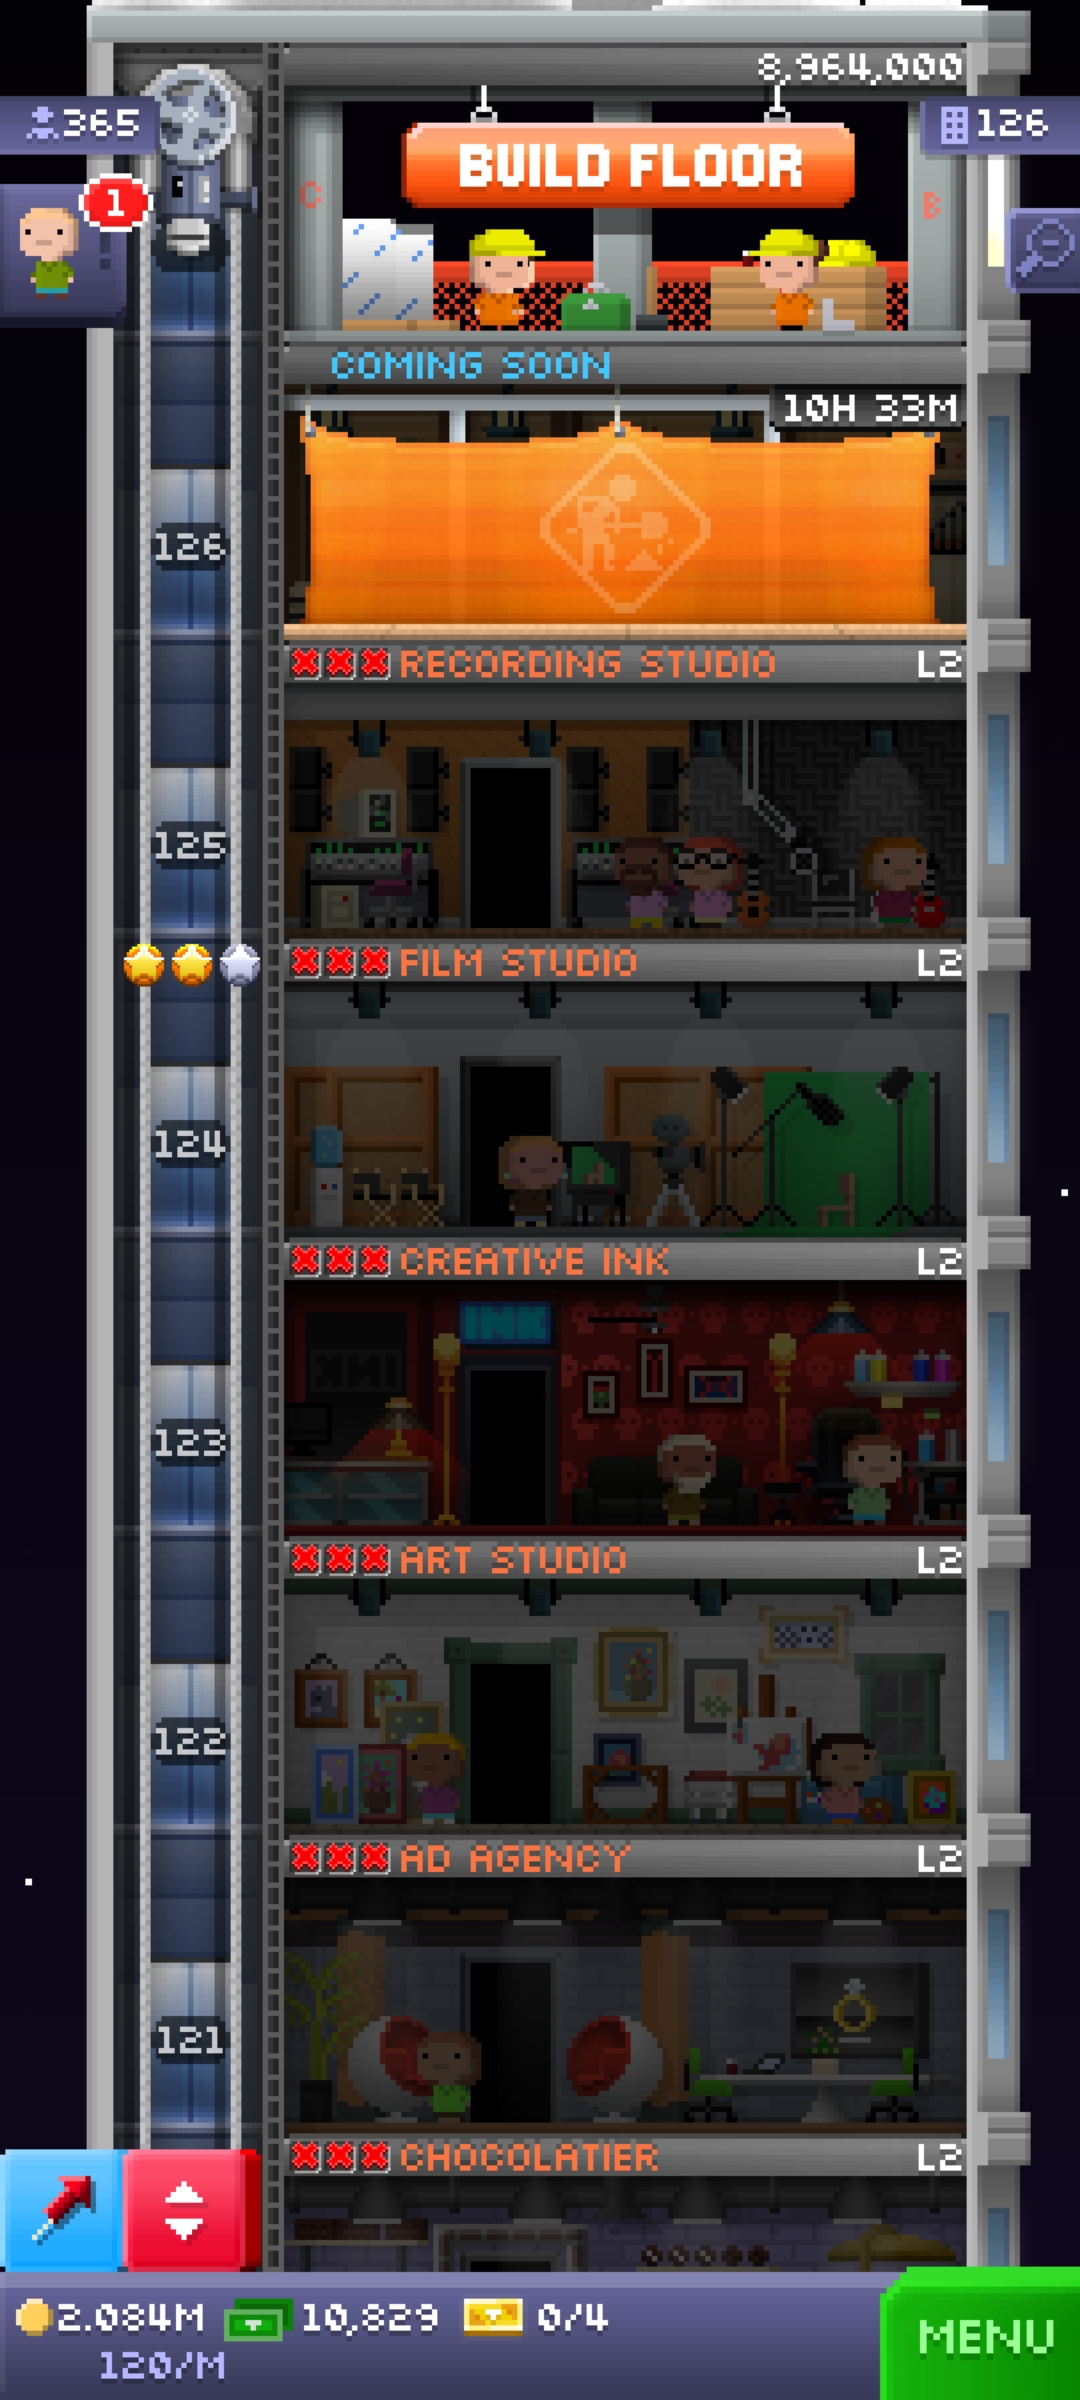 8,964,000
365
126
BUILD FLOOR
1
C
B
COMING SOON
10H 33M
126
RECORDING STUDIO L2
125
FILM STUDIO L2
124
CREATIVE INK L2
INK
INK
123
ART STUDIO L2
122
AD AGENCY L2
121
CHOCOLATIER L2
2.084M 10,829 0/4
120/M
MENU